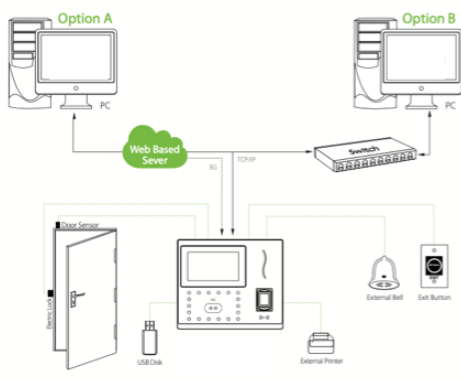 Option A
Option B
PC
PC
Web Based
Sever
3G
TCP/IP
Switch
Door Sensor
Electric Lock
USB Disk
External Printer
External Bell
Exit Button
EXIT